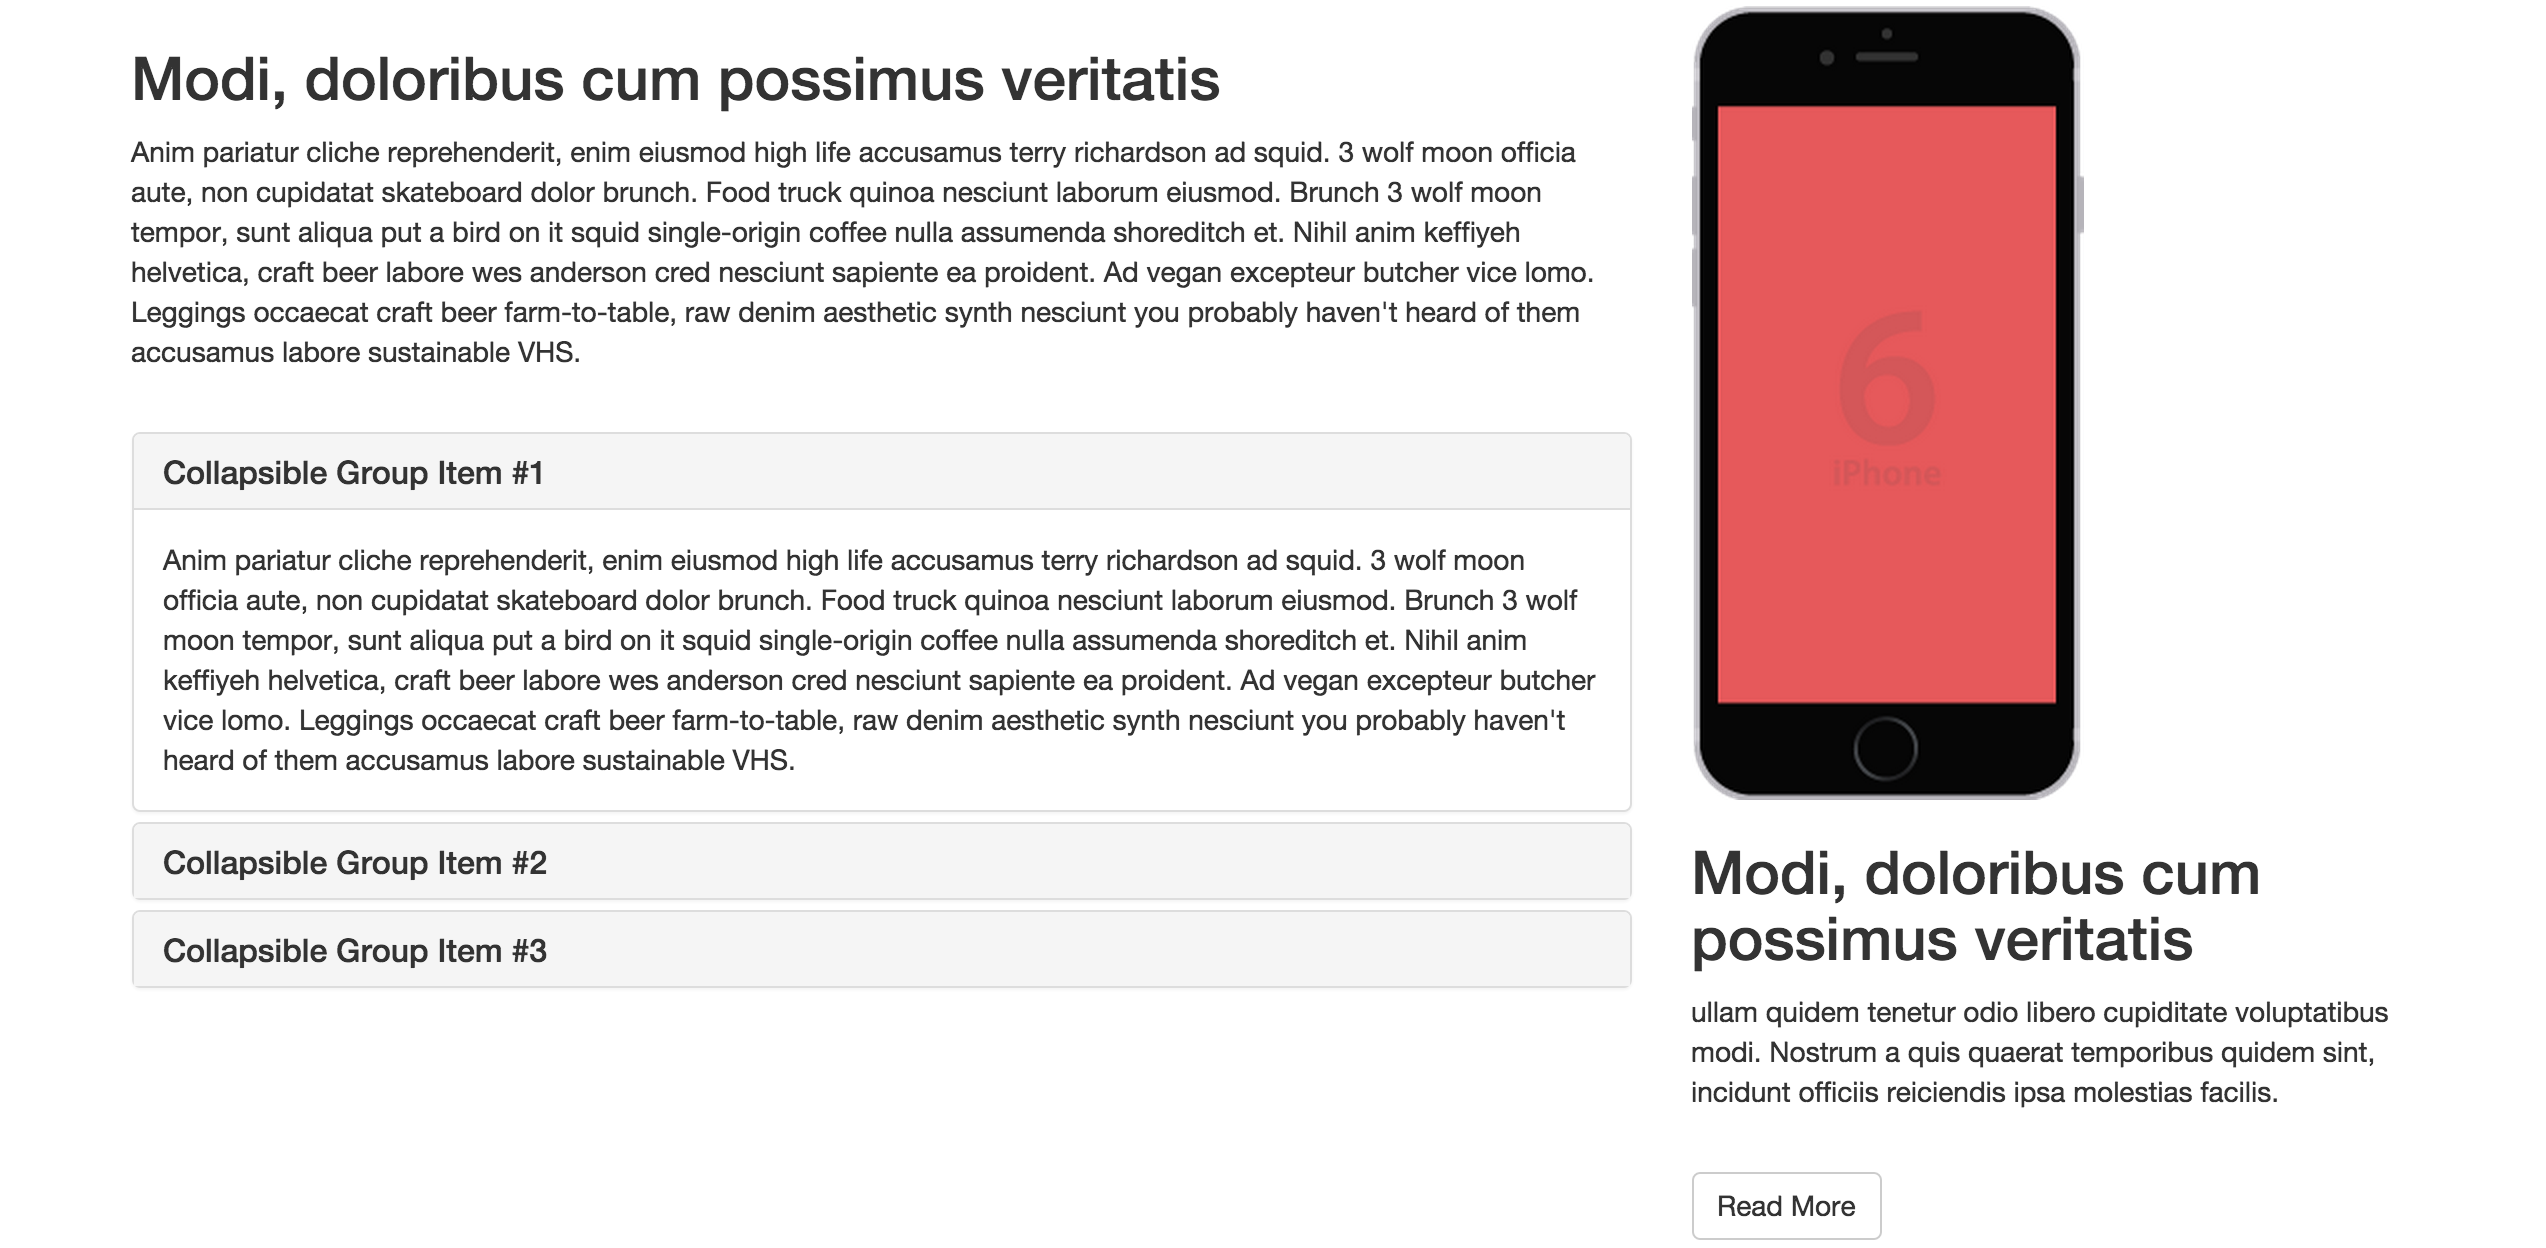 Modi, doloribus cum possimus veritatis
Anim pariatur cliche reprehenderit, enim eiusmod high life accusamus terry richardson ad squid. 3 wolf moon officia
aute, non cupidatat skateboard dolor brunch. Food truck quinoa nesciunt laborum eiusmod. Brunch 3 wolf moon
tempor, sunt aliqua put a bird on it squid single-origin coffee nulla assumenda shoreditch et. Nihil anim keffiyeh
helvetica, craft beer labore wes anderson cred nesciunt sapiente ea proident. Ad vegan excepteur butcher vice lomo.
Leggings occaecat craft beer farm-to-table, raw denim aesthetic synth nesciunt you probably haven't heard of them
accusamus labore sustainable VHS.
Collapsible Group Item #1
Anim pariatur cliche reprehenderit, enim eiusmod high life accusamus terry richardson ad squid. 3 wolf moon
officia aute, non cupidatat skateboard dolor brunch. Food truck quinoa nesciunt laborum eiusmod. Brunch 3 wolf
moon tempor, sunt aliqua put a bird on it squid single-origin coffee nulla assumenda shoreditch et. Nihil anim
keffiyeh helvetica, craft beer labore wes anderson cred nesciunt sapiente ea proident. Ad vegan excepteur butcher
vice lomo. Leggings occaecat craft beer farm-to-table, raw denim aesthetic synth nesciunt you probably haven't
heard of them accusamus labore sustainable VHS.
Collapsible Group Item #2
Collapsible Group Item #3
6
iPhone
Modi, doloribus cum
possimus veritatis
ullam quidem tenetur odio libero cupiditate voluptatibus
modi. Nostrum a quis quaerat temporibus quidem sint,
incidunt officiis reiciendis ipsa molestias facilis.
Read More